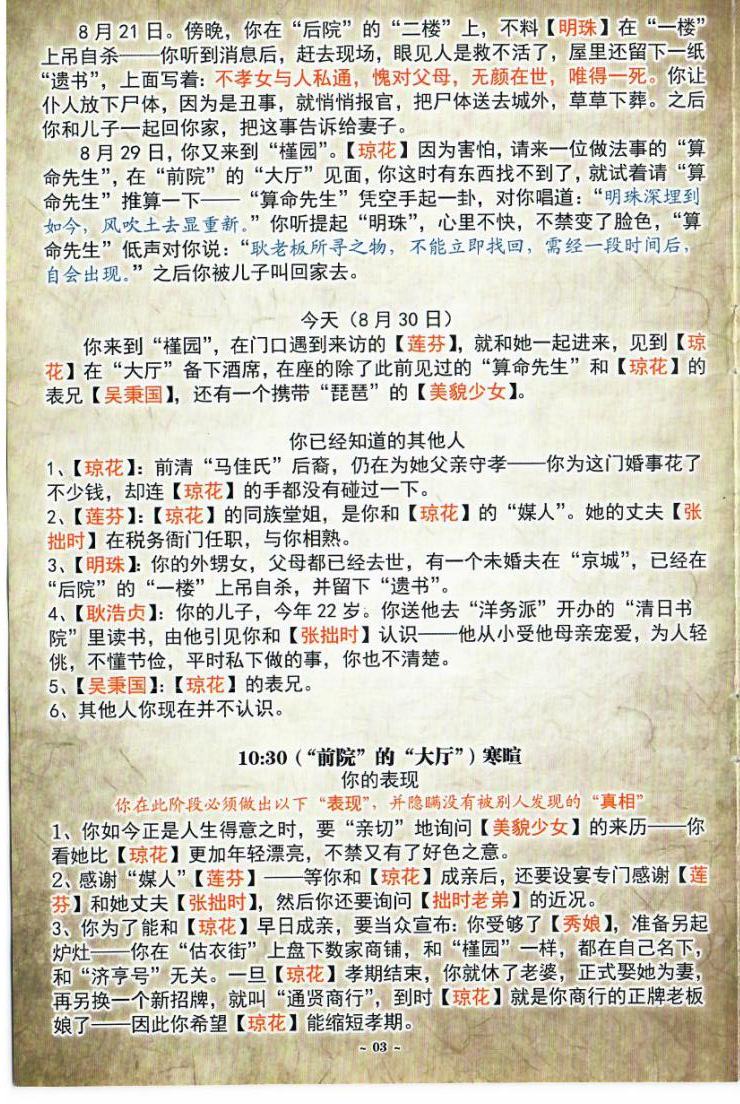 8月21日。傍晚，你在“后院”的“二楼”上，不料【明珠】在“一楼”
上吊自杀——你听到消息后，赶去现场，眼见人是救不活了，屋里还留下一纸
“遗书”，上面写着：不孝女与人私通，愧对父母，无颜在世，唯得一死。你让
仆人放下尸体，因为是丑事，就悄悄报官，把尸体送去城外，草草下葬。之后
你和儿子一起回你家，把这事告诉给妻子。
8月29日，你又来到“槿园”。【琼花】因为害怕，请来一位做法事的“算
命先生”，在“前院”的“大厅”见面，你这时有东西找不到了，就试着请“算
命先生”推算一下——“算命先生”凭空手起一卦，对你唱道：“明珠深埋到
如今，风吹土去显重新。”你听提起“明珠”，心里不快，不禁变了脸色，“算
命先生”低声对你说：“耿老板所寻之物，不能立即找回，需经一段时间后，
自会出现。”之后你被儿子叫回家去。
今天（8月30日）
你来到“槿园”，在门口遇到来访的【莲芬】，就和她一起进来，见到【琼
花】在“大厅”备下酒席，在座的除了此前见过的“算命先生”和【琼花】的
表兄【吴秉国】，还有一个携带“琵琶”的【美貌少女】。
你已经知道的其他人
1、【琼花】：前清“马佳氏”后裔，仍在为她父亲守孝——你为这门婚事花了
不少钱，却连【琼花】的手都没有碰过一下。
2、【莲芬】：【琼花】的同族堂姐，是你和【琼花】的“媒人”。她的丈夫【张
拙时】在税务衙门任职，与你相熟。
3、【明珠】：你的外甥女，父母都已经去世，有一个未婚夫在“京城”，已经在
“后院”的“一楼”上吊自杀，并留下“遗书”。
4、【耿浩贞】：你的儿子，今年22岁。你送他去“洋务派”开办的“清日书
院”里读书，由他引见你和【张拙时】认识——他从小受他母亲宠爱，为人轻
佻，不懂节俭，平时私下做的事，你也不清楚。
5、【吴秉国】：【琼花】的表兄。
6、其他人你现在并不认识。
10:30（“前院”的“大厅”）寒暄
你的表现
你在此阶段必须做出以下“表现”，并隐瞒没有被别人发现的“真相”
1、你如今正是人生得意之时，要“亲切”地询问【美貌少女】的来历——你
看她比【琼花】更加年轻漂亮，不禁又有了好色之意。
2、感谢“媒人”【莲芬】——等你和【琼花】成亲后，还要设宴专门感谢【莲
芬】和她丈夫【张拙时】，然后你还要询问【拙时老弟】的近况。
3、你为了能和【琼花】早日成亲，要当众宣布：你受够了【秀娘】，准备另起
炉灶——你在“估衣街”上盘下数家商铺，和“槿园”一样，都在自己名下，
和“济亨号”无关。一旦【琼花】孝期结束，你就休了老婆，正式娶她为妻，
再另换一个新招牌，就叫“通贤商行”，到时【琼花】就是你商行的正牌老板
娘了——因此你希望【琼花】能缩短孝期。
~ 03 ~